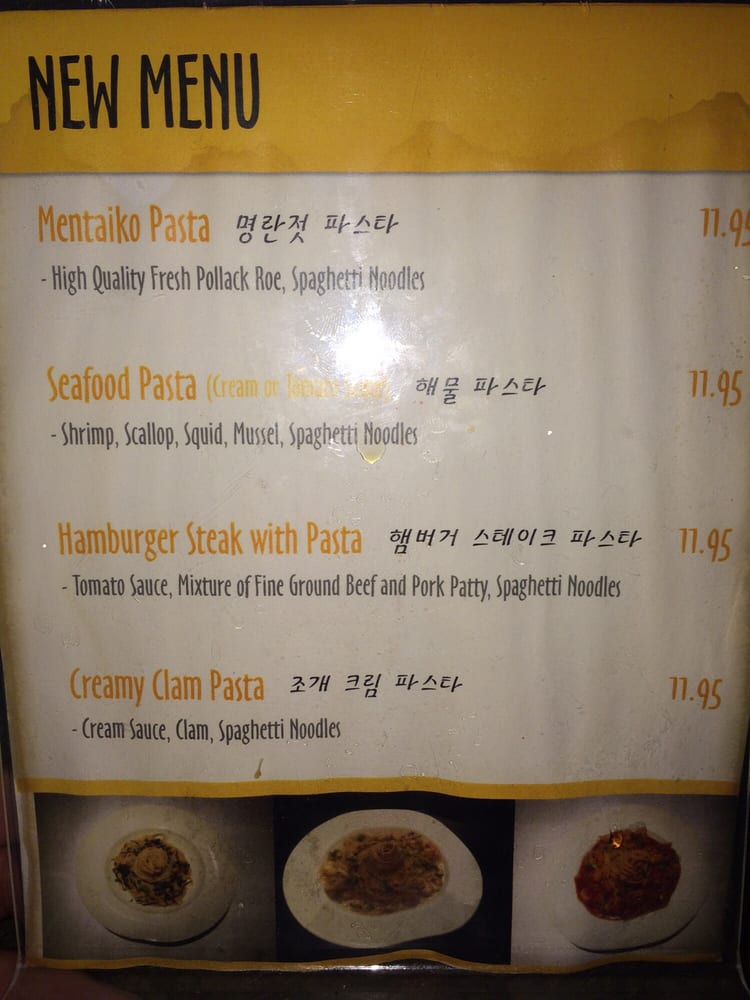 NEW MENU
Mentaiko Pasta 명란젓 파스타 11.95
- High Quality Fresh Pollack Roe, Spaghetti Noodles
Seafood Pasta (Cream or Tomato 해물 파스타 11.95
- Shrimp, Scallop, Squid, Mussel, Spaghetti Noodles
Hamburger Steak with Pasta 햄버거 스테이크 파스타 11.95
- Tomato Sauce, Mixture of Fine Ground Beef and Pork Patty, Spaghetti Noodles
Creamy Clam Pasta 조개 크림 파스타 11.95
- Cream Sauce, Clam, Spaghetti Noodles